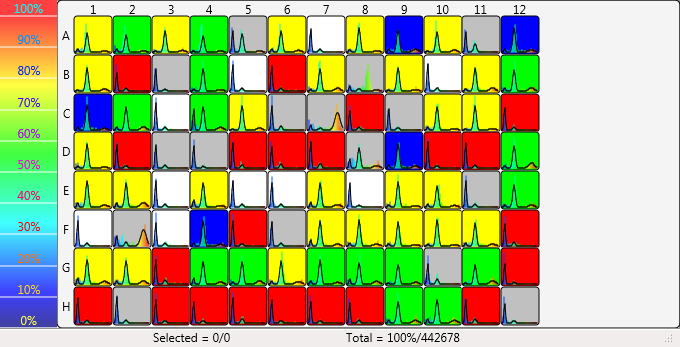 1 2 3 4 5 6 7 8 9 10 11 12
100%
A
90%
B
80%
70%
C
60%
D
50%
40%
E
30%
F
20%
G
10%
H
0%
Selected = 0/0 Total = 100%/442678